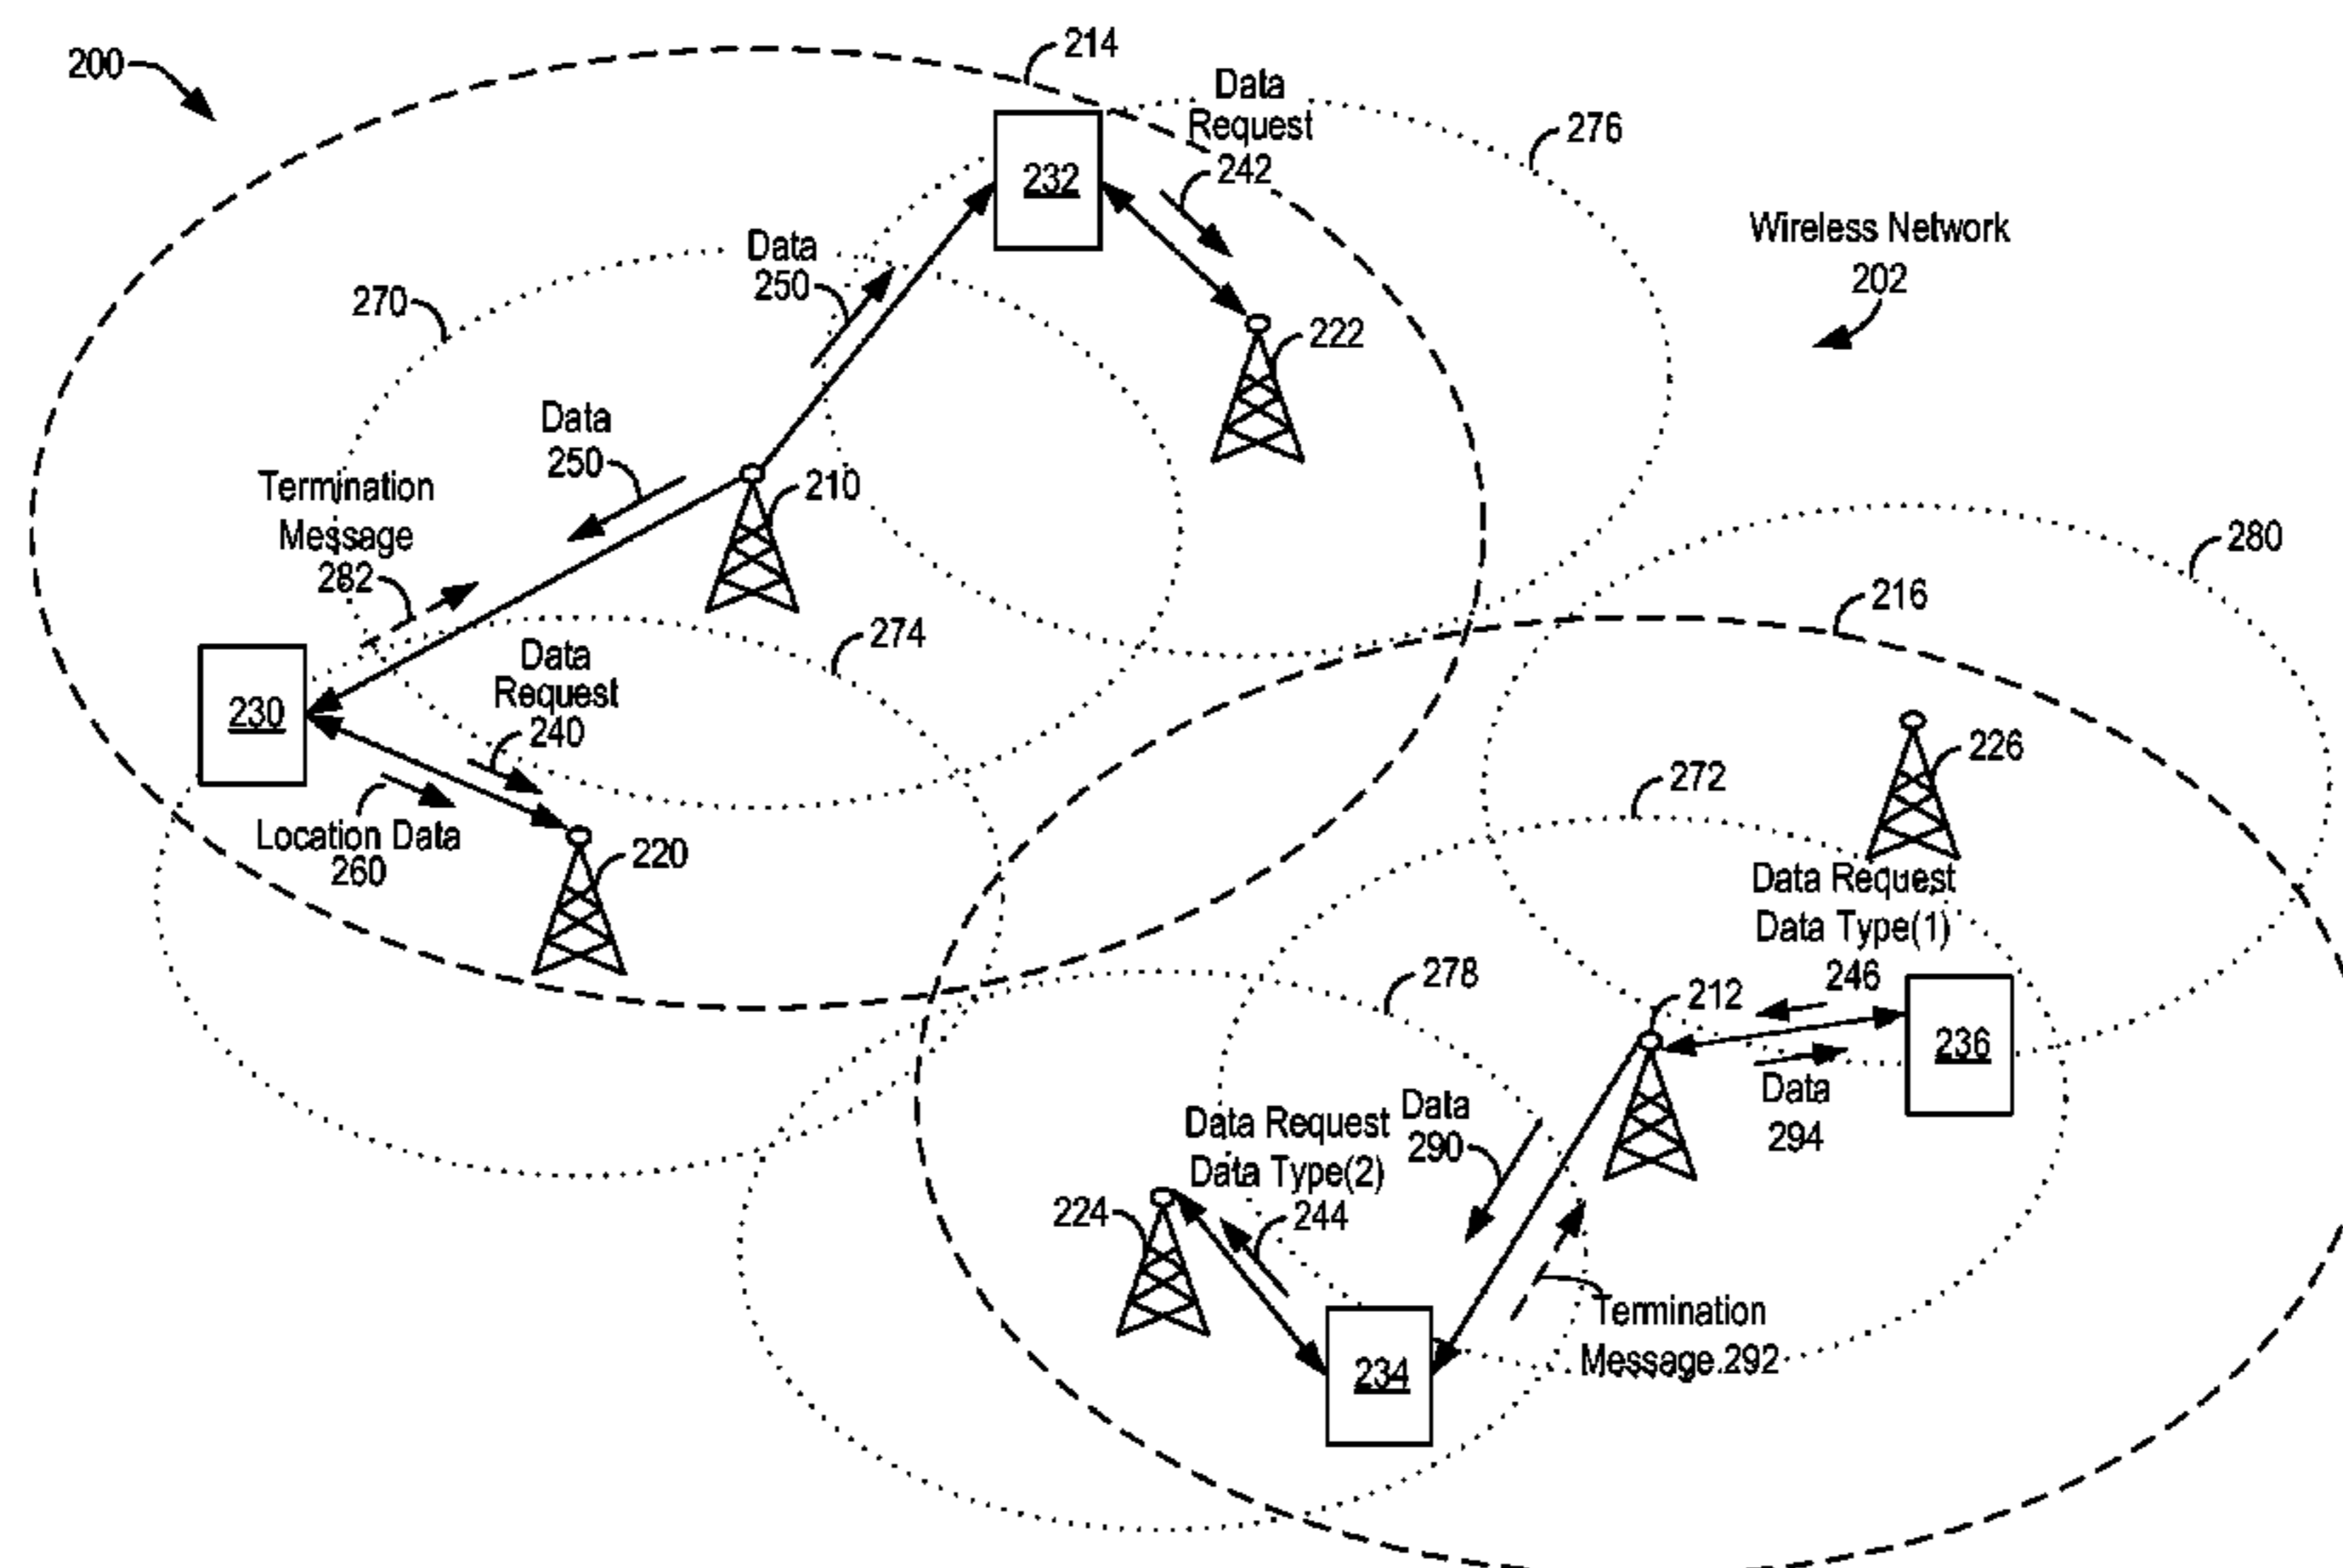 200
214
Data
Request
242
276
232
Wireless Network
202
Data
250
270
222
Data
250
Termination
Message
282
210
280
216
274
Data
Request
240
230
226
272
Location Data
260
220
Data Request
Data Type(1)
246
278
212
236
Data
294
Data Request
Data Type(2)
244
Data
290
224
Termination
Message 292
234